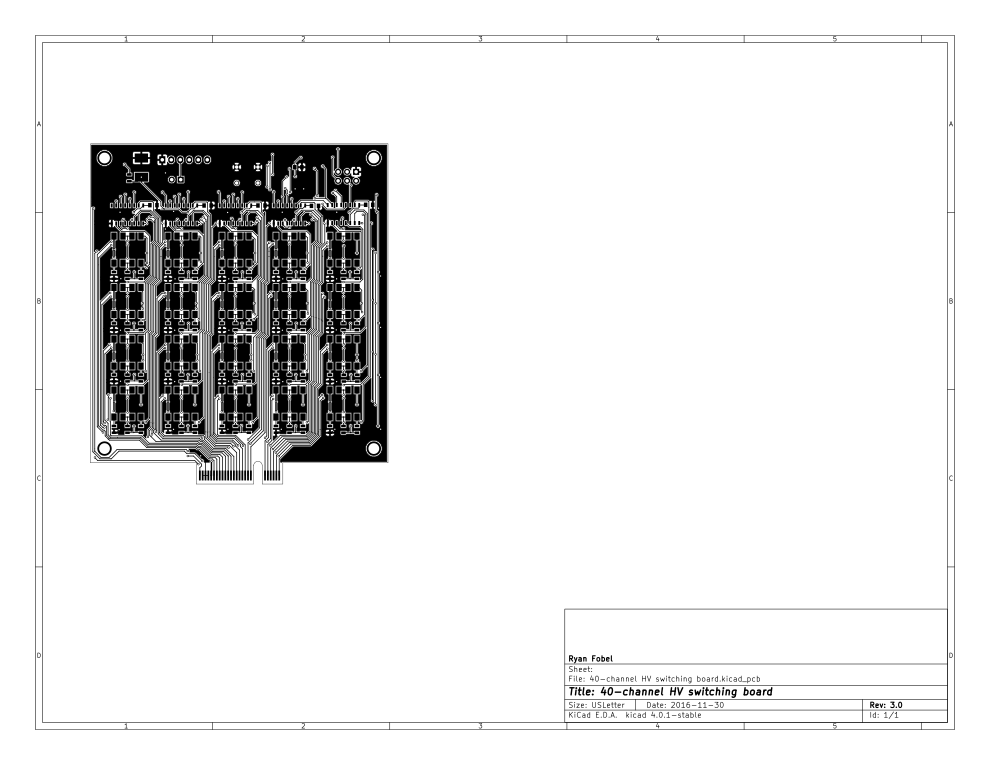 1 2 3 4 5
A A
B B
C C
D D
Ryan Fobel
Sheet:
File: 40-channel HV switching board.kicad_pcb
Title: 40-channel HV switching board
Size: USLetter Date: 2016-11-30 Rev: 3.0
KiCad E.D.A. kicad 4.0.1-stable Id: 1/1
1 2 3 4 5